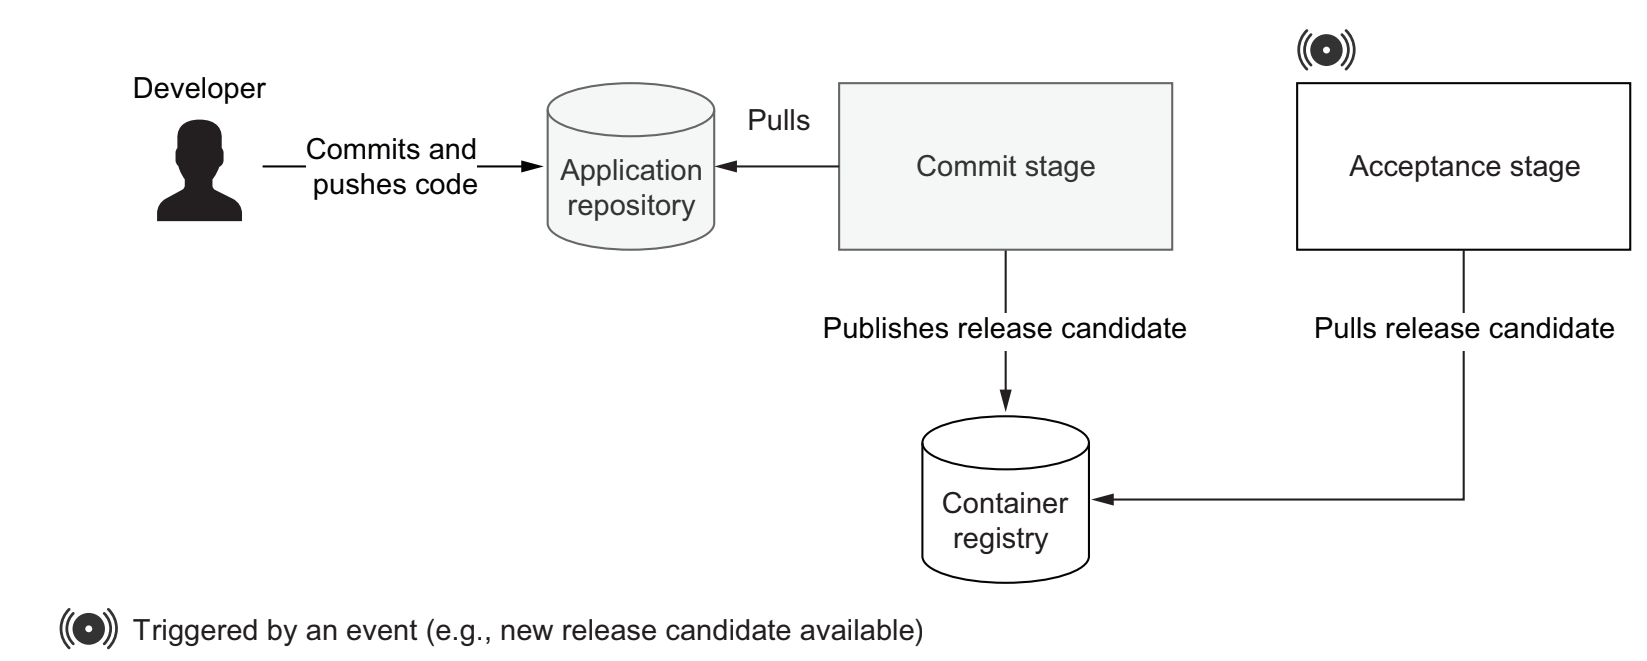 Developer
Commits and
pushes code
Application
repository
Pulls
Commit stage
Acceptance stage
Publishes release candidate
Pulls release candidate
Container
registry
Triggered by an event (e.g., new release candidate available)